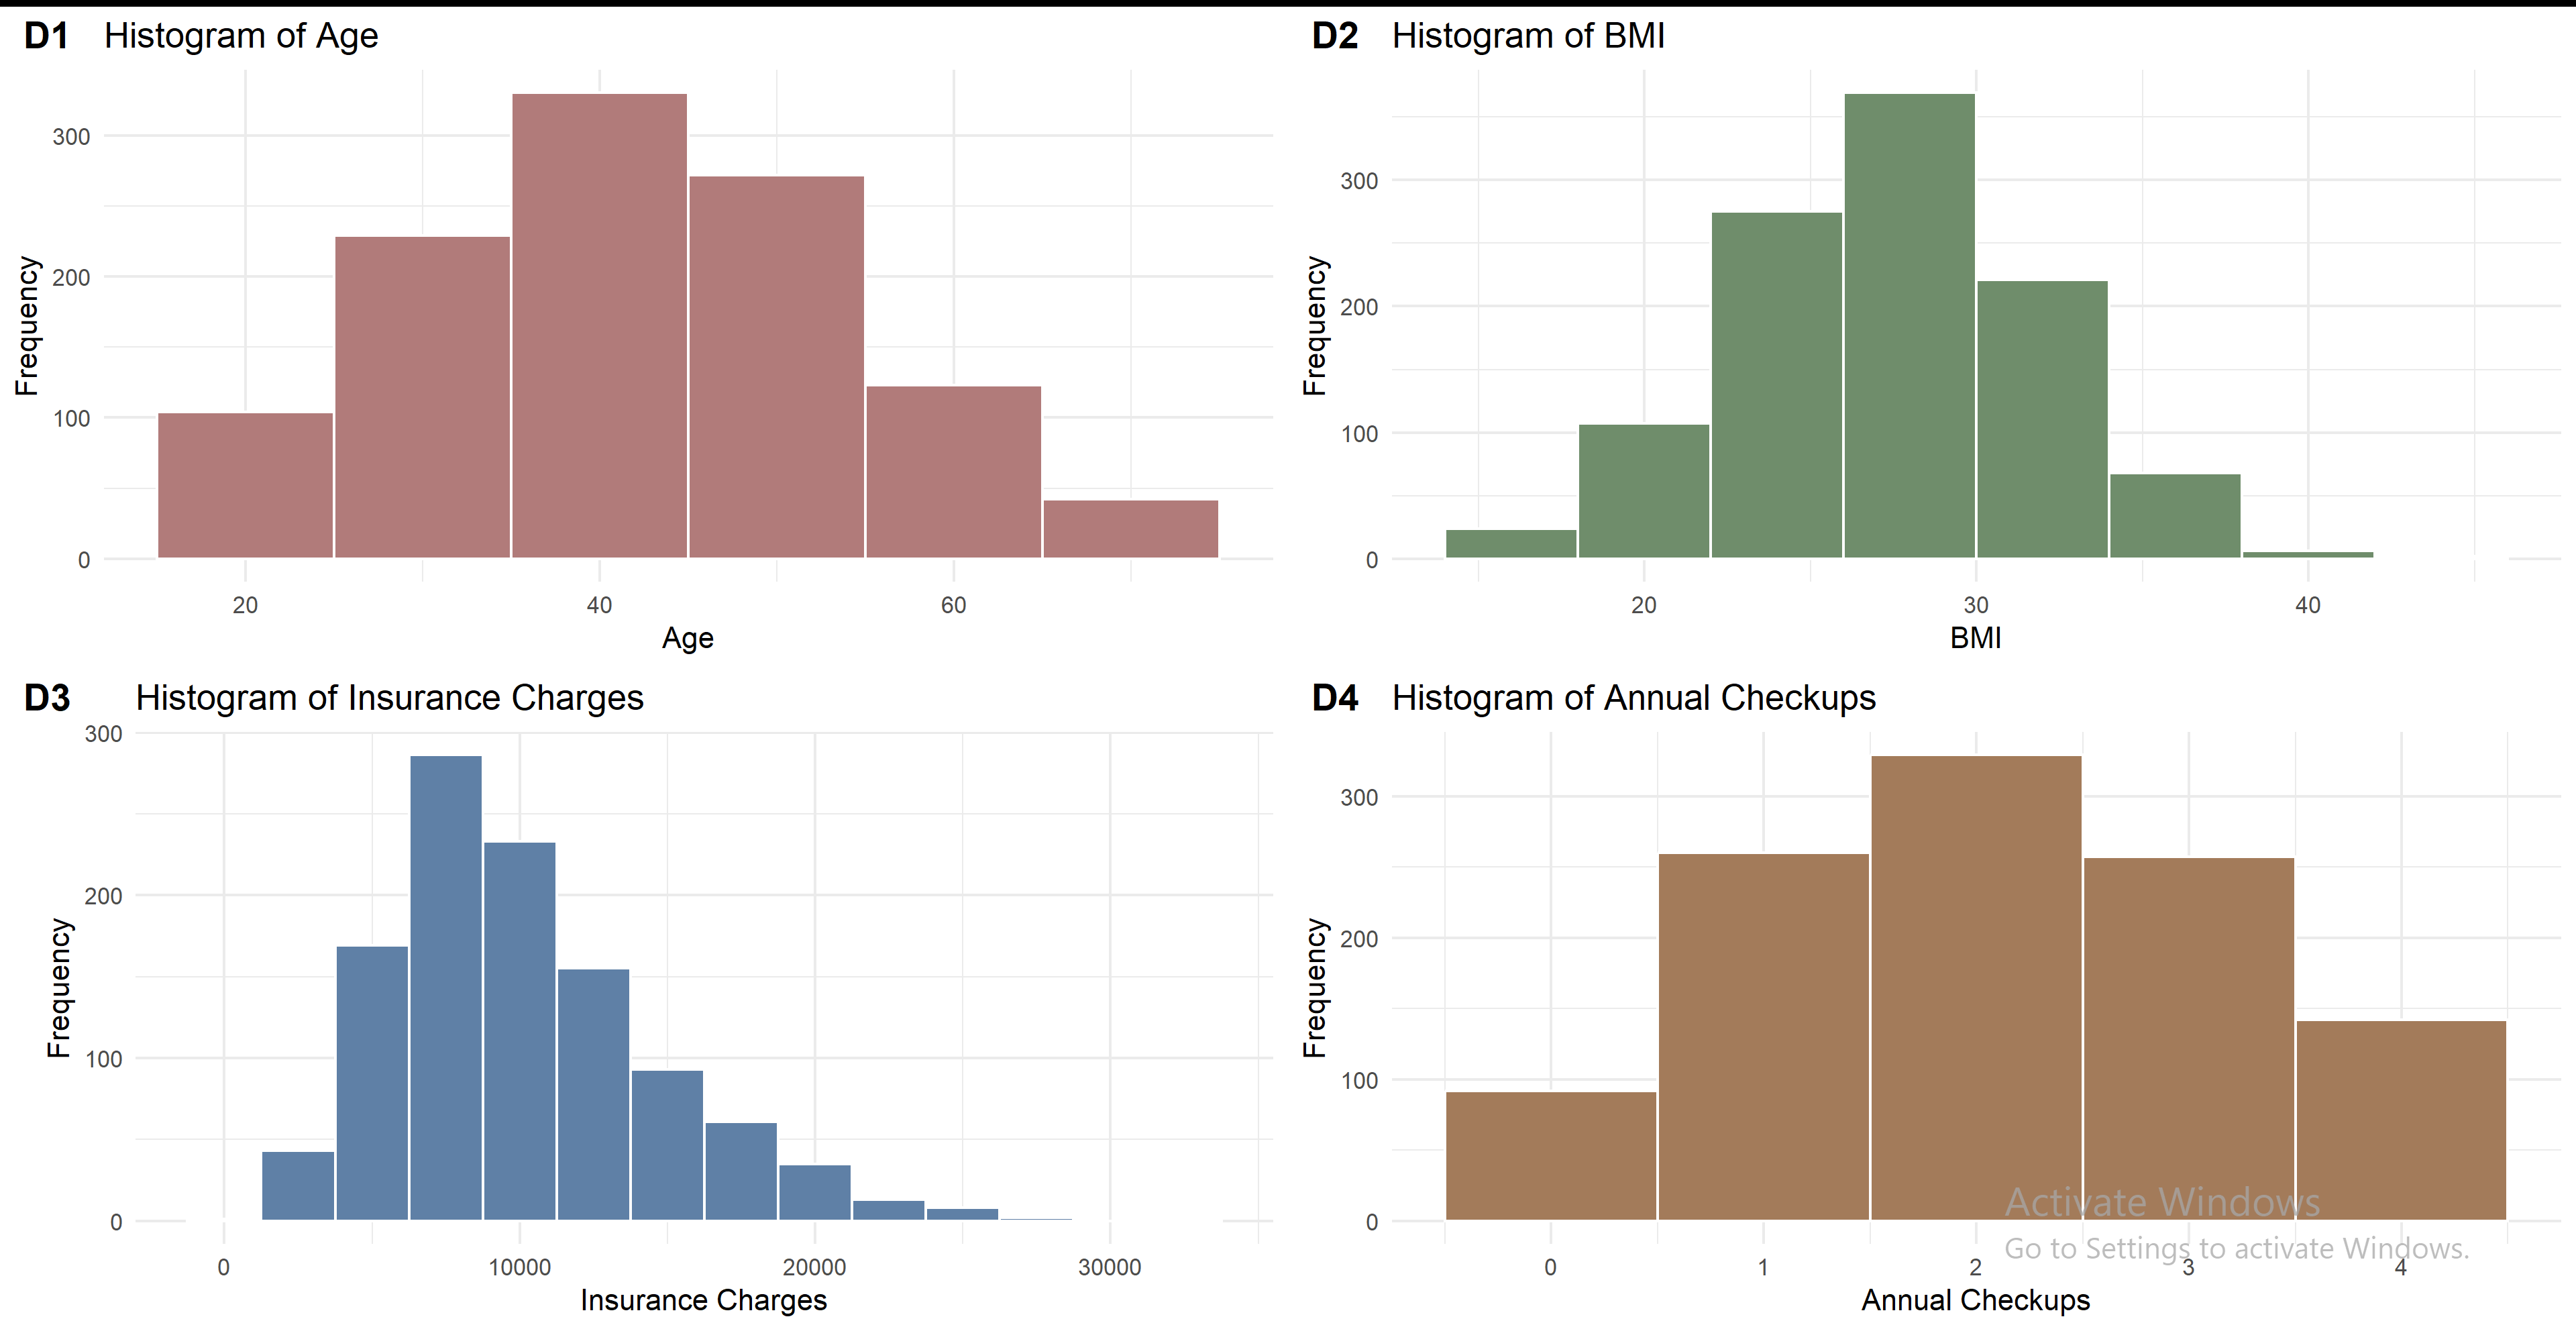 D1 Histogram of Age
300
200
100
0
Frequency
20 40 60
Age
D2 Histogram of BMI
300
200
100
0
Frequency
20 30 40
BMI
D3 Histogram of Insurance Charges
300
200
100
0
Frequency
0 10000 20000 30000
Insurance Charges
D4 Histogram of Annual Checkups
300
200
100
0
Frequency
0 1 2 3 4
Annual Checkups
Activate Windows
Go to Settings to activate Windows.